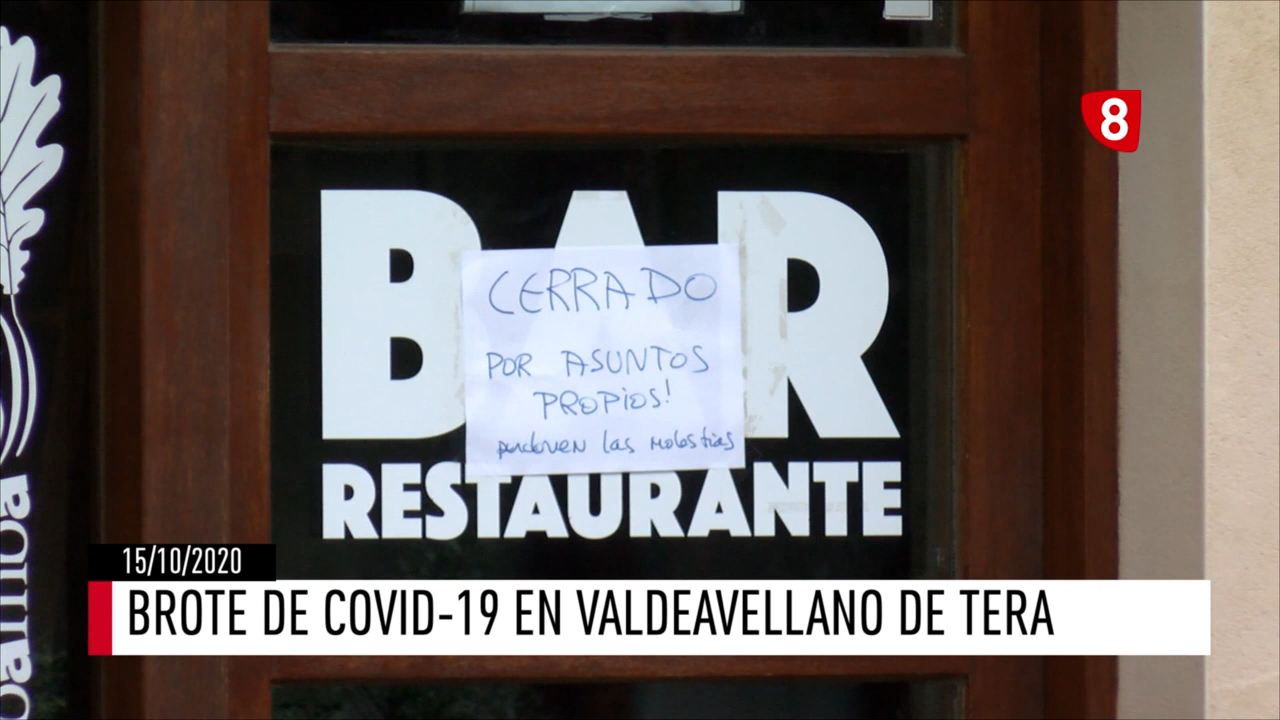 8
BAR
CERRADO
POR ASUNTOS
PROPIOS!
perdonen las molestias
RESTAURANTE
15/10/2020
BROTE DE COVID-19 EN VALDEAVELLANO DE TERA